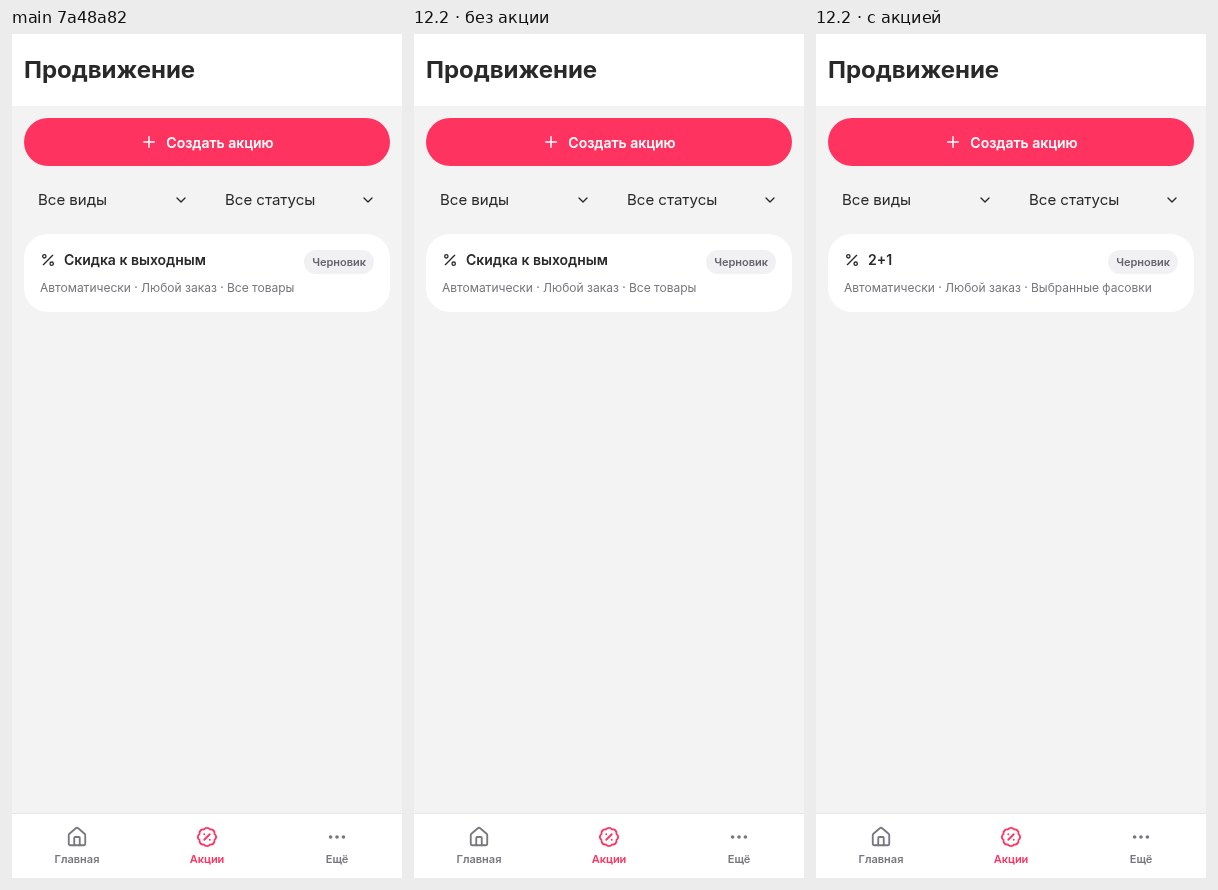 main 7a48a82
Продвижение
Создать акцию
Все виды
Все статусы
Скидка к выходным
Черновик
Автоматически · Любой заказ · Все товары
Главная
Акции
Ещё
12.2 · без акции
Продвижение
Создать акцию
Все виды
Все статусы
Скидка к выходным
Черновик
Автоматически · Любой заказ · Все товары
Главная
Акции
Ещё
12.2 · с акцией
Продвижение
Создать акцию
Все виды
Все статусы
2+1
Черновик
Автоматически · Любой заказ · Выбранные фасовки
Главная
Акции
Ещё